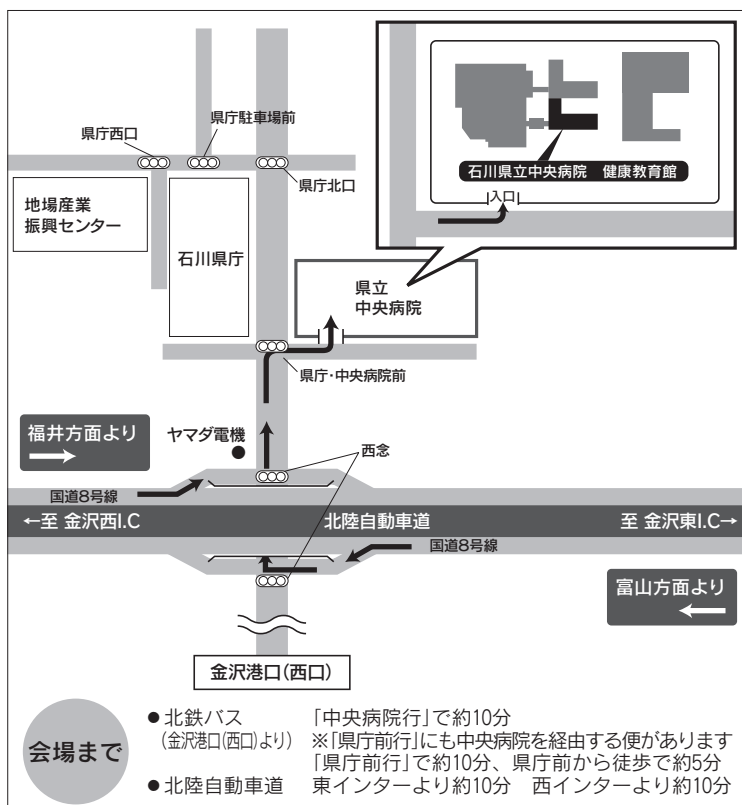 県庁駐車場前
県庁西口
県庁北口
地場産業
振興センター
石川県庁
石川県立中央病院 健康教育館
入口
県立
中央病院
県庁・中央病院前
福井方面より
ヤマダ電機
西念
国道8号線
←至 金沢西I.C
北陸自動車道
至 金沢東I.C→
国道8号線
富山方面より
金沢港口(西口)
会場まで
●北鉄バス 「中央病院行」で約10分
(金沢港口(西口)より) ※「県庁前行」にも中央病院を経由する便があります
「県庁前行」で約10分、県庁前から徒歩で約5分
●北陸自動車道 東インターより約10分 西インターより約10分